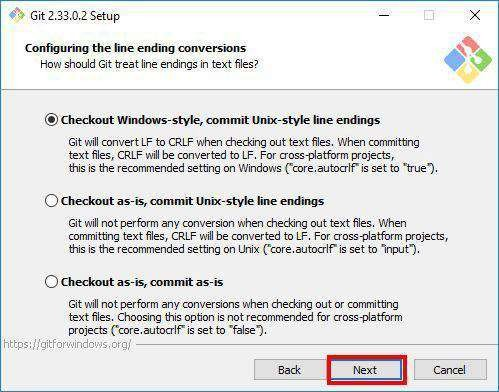 Git 2.33.0.2 Setup
Configuring the line ending conversions
How should Git treat line endings in text files?
Checkout Windows-style, commit Unix-style line endings
Git will convert LF to CRLF when checking out text files. When committing
text files, CRLF will be converted to LF. For cross-platform projects,
this is the recommended setting on Windows ("core.autocrlf" is set to "true").
Checkout as-is, commit Unix-style line endings
Git will not perform any conversion when checking out text files. When
committing text files, CRLF will be converted to LF. For cross-platform projects,
this is the recommended setting on Unix ("core.autocrlf" is set to "input").
Checkout as-is, commit as-is
Git will not perform any conversions when checking out or committing
text files. Choosing this option is not recommended for cross-platform
projects ("core.autocrlf" is set to "false").
https://gitforwindows.org/
Back
Next
Cancel